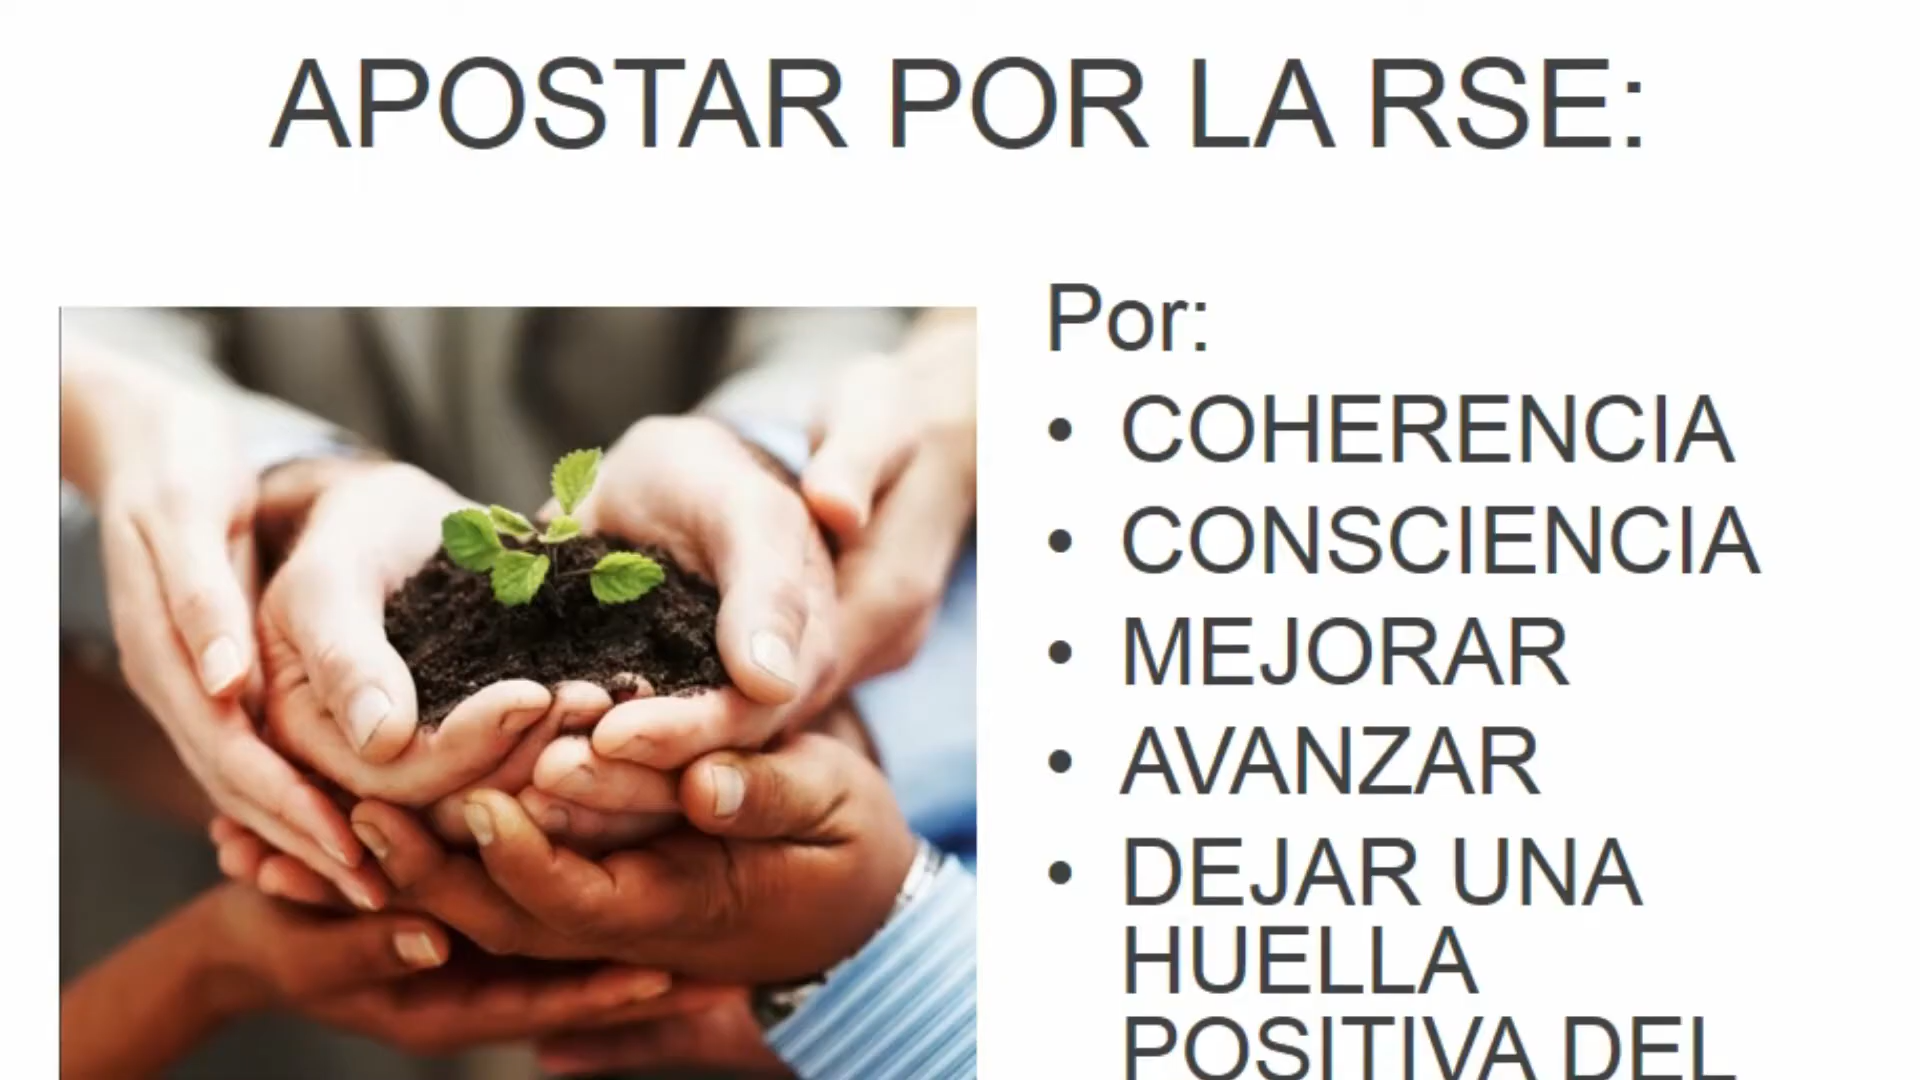 APOSTAR POR LA RSE:
Por:
• COHERENCIA
• CONSCIENCIA
• MEJORAR
• AVANZAR
• DEJAR UNA
HUELLA
POSITIVA DEL